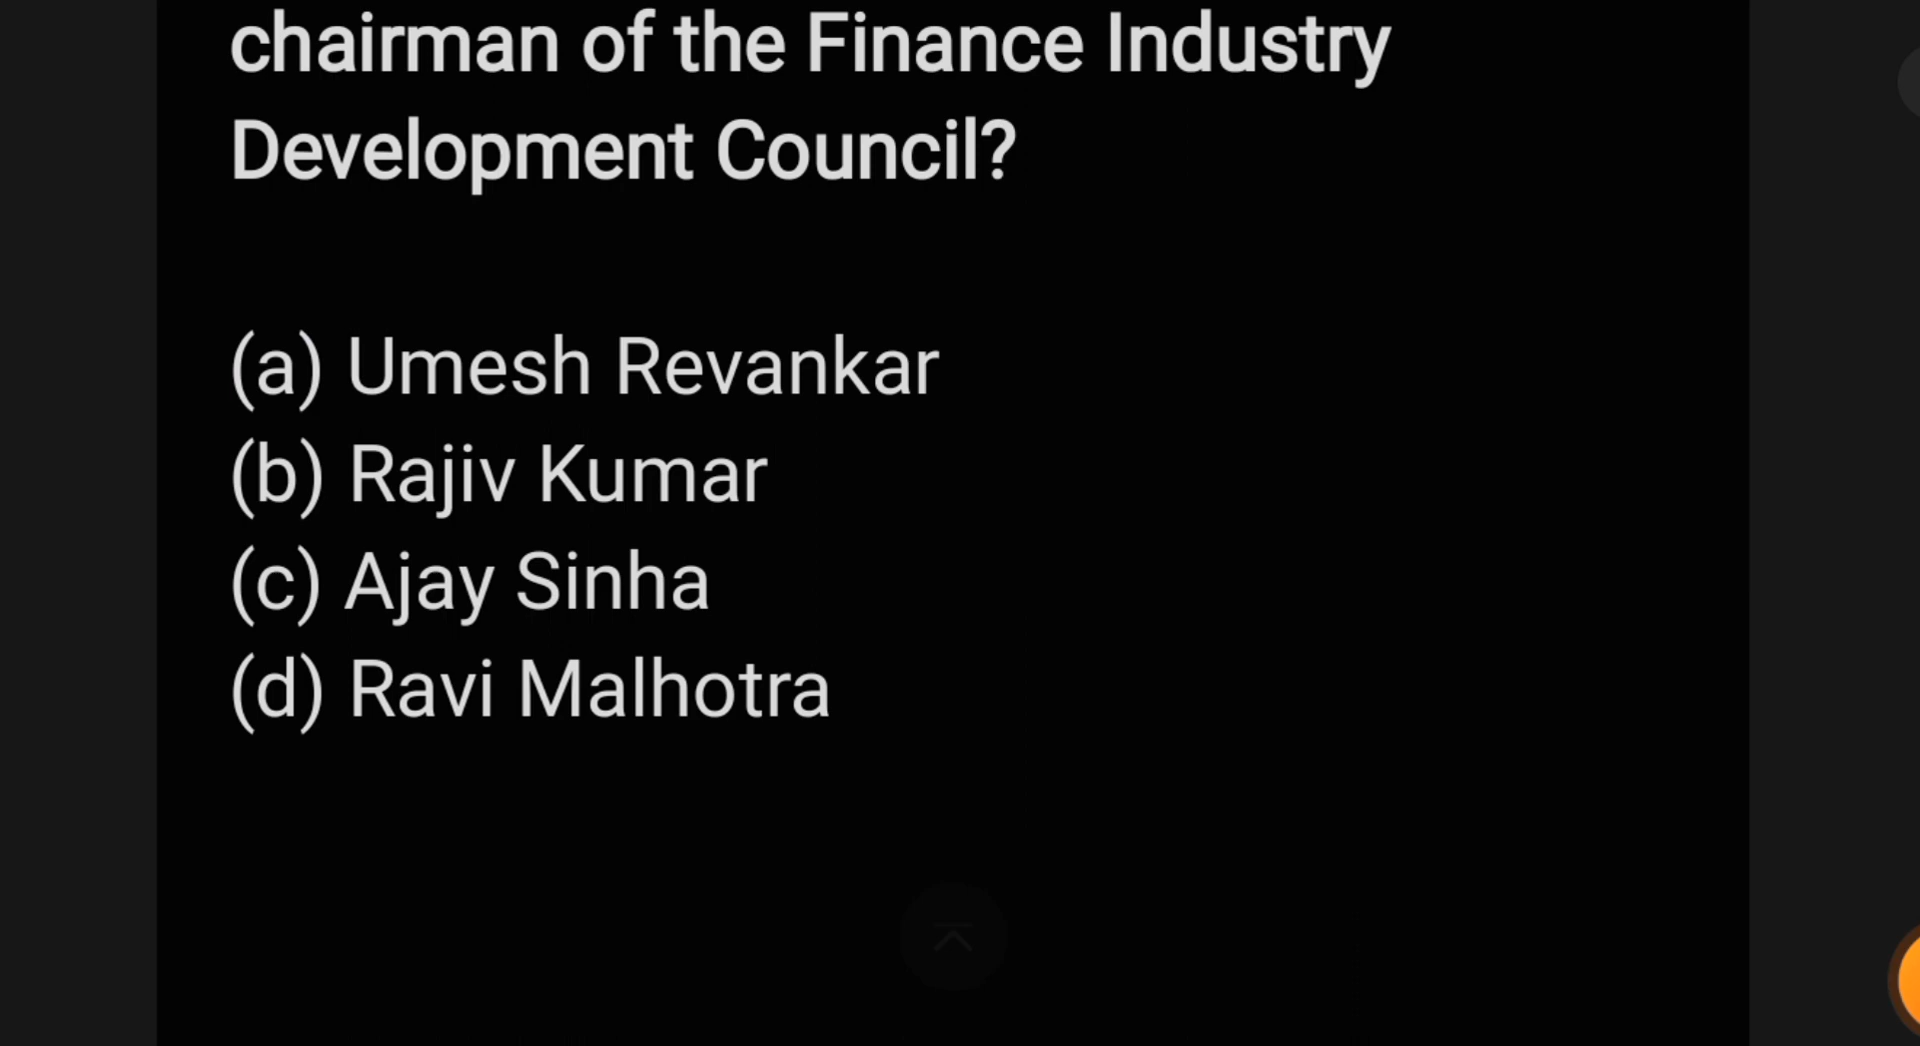 chairman of the Finance Industry
Development Council?
(a) Umesh Revankar
(b) Rajiv Kumar
(c) Ajay Sinha
(d) Ravi Malhotra